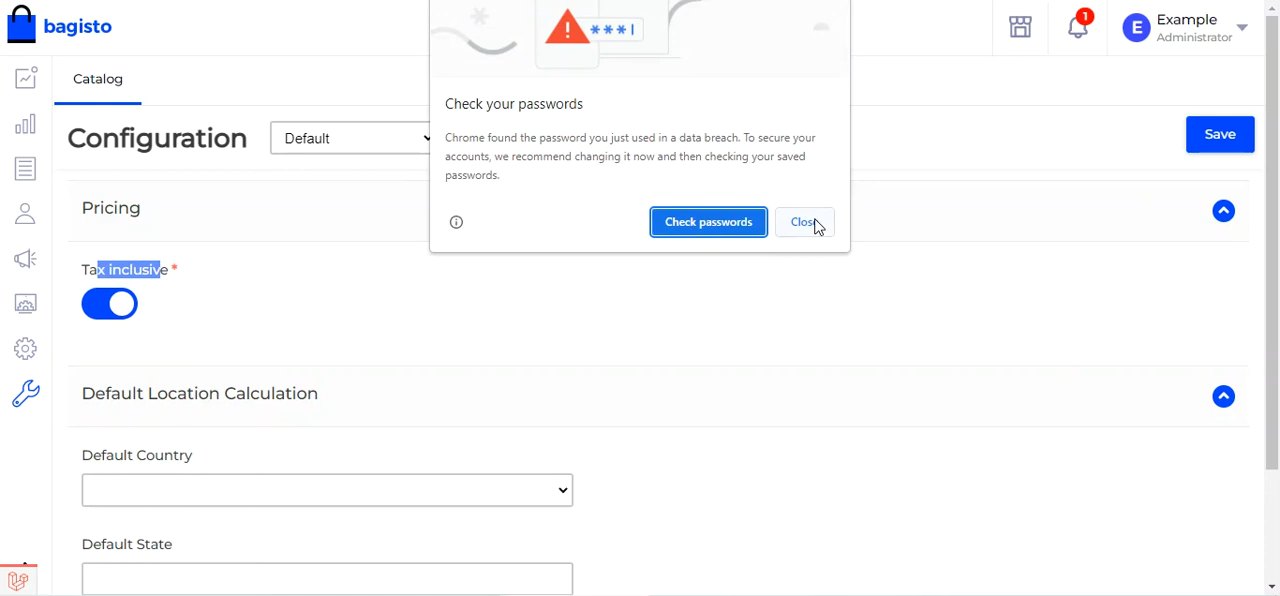 bagisto
1
E
Example
Administrator
Catalog
Configuration
Default
Save
***|
Check your passwords
Chrome found the password you just used in a data breach. To secure your
accounts, we recommend changing it now and then checking your saved
passwords.
Check passwords
Close
Pricing
Tax inclusive *
Default Location Calculation
Default Country
Default State